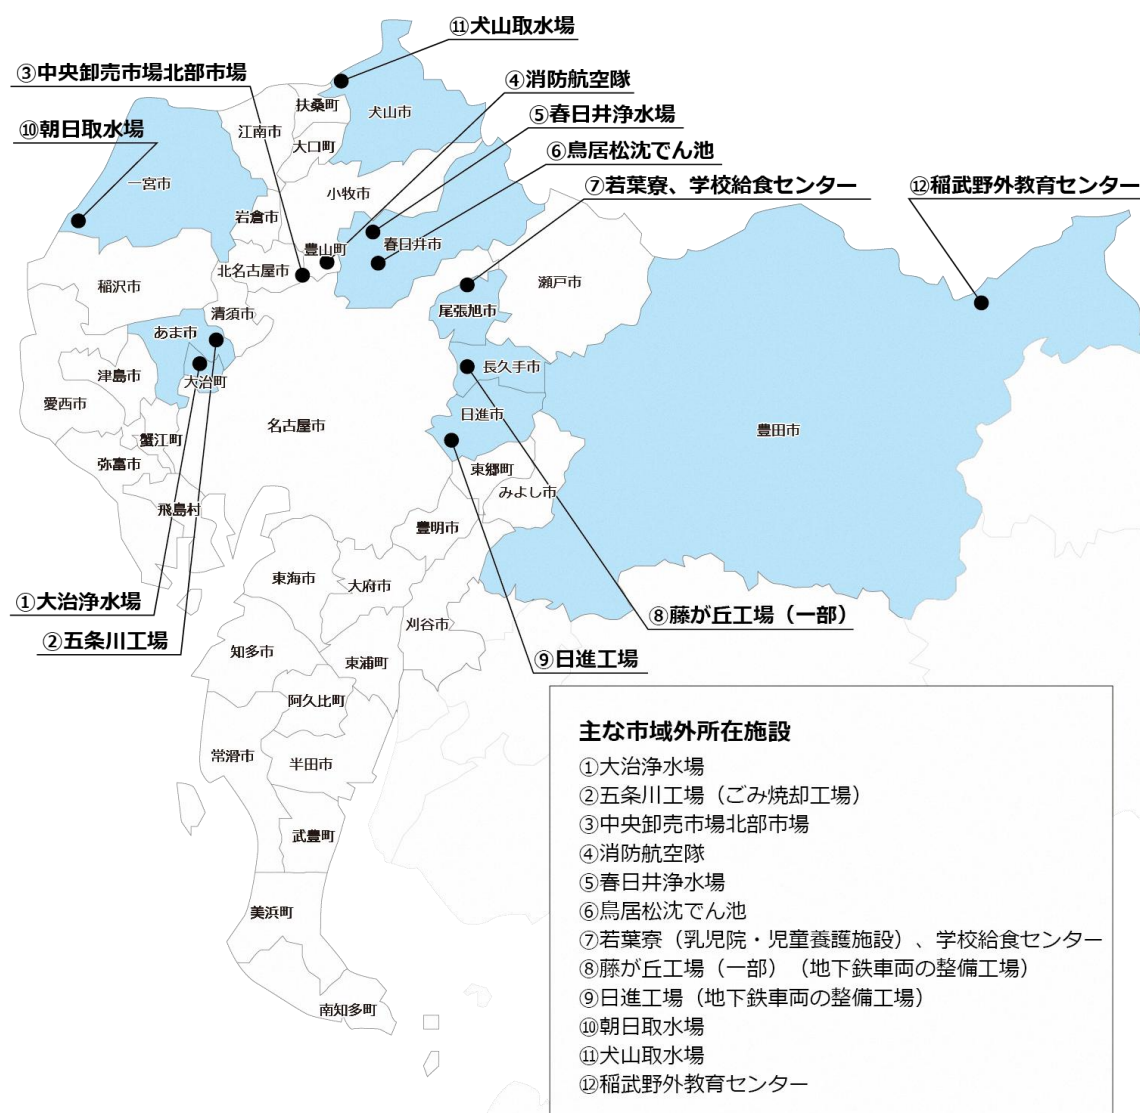 ⑪犬山取水場
③中央卸売市場北部市場
④消防航空隊
扶桑町
犬山市
⑤春日井浄水場
⑩朝日取水場
江南市
大口町
⑥鳥居松沈でん池
一宮市
小牧市
⑦若葉寮、学校給食センター
⑫稲武野外教育センター
岩倉市
豊山町
春日井市
北名古屋市
稲沢市
瀬戸市
清須市
尾張旭市
あま市
長久手市
津島市
大治町
愛西市
日進市
名古屋市
豊田市
蟹江町
弥富市
東郷町
みよし市
飛島村
豊明市
東海市
大府市
①大治浄水場
⑧藤が丘工場（一部）
刈谷市
②五条川工場
知多市
東浦町
⑨日進工場
阿久比町
常滑市
半田市
武豊町
美浜町
南知多町
主な市域外所在施設
①大治浄水場
②五条川工場（ごみ焼却工場）
③中央卸売市場北部市場
④消防航空隊
⑤春日井浄水場
⑥鳥居松沈でん池
⑦若葉寮（乳児院・児童養護施設）、学校給食センター
⑧藤が丘工場（一部）（地下鉄車両の整備工場）
⑨日進工場（地下鉄車両の整備工場）
⑩朝日取水場
⑪犬山取水場
⑫稲武野外教育センター